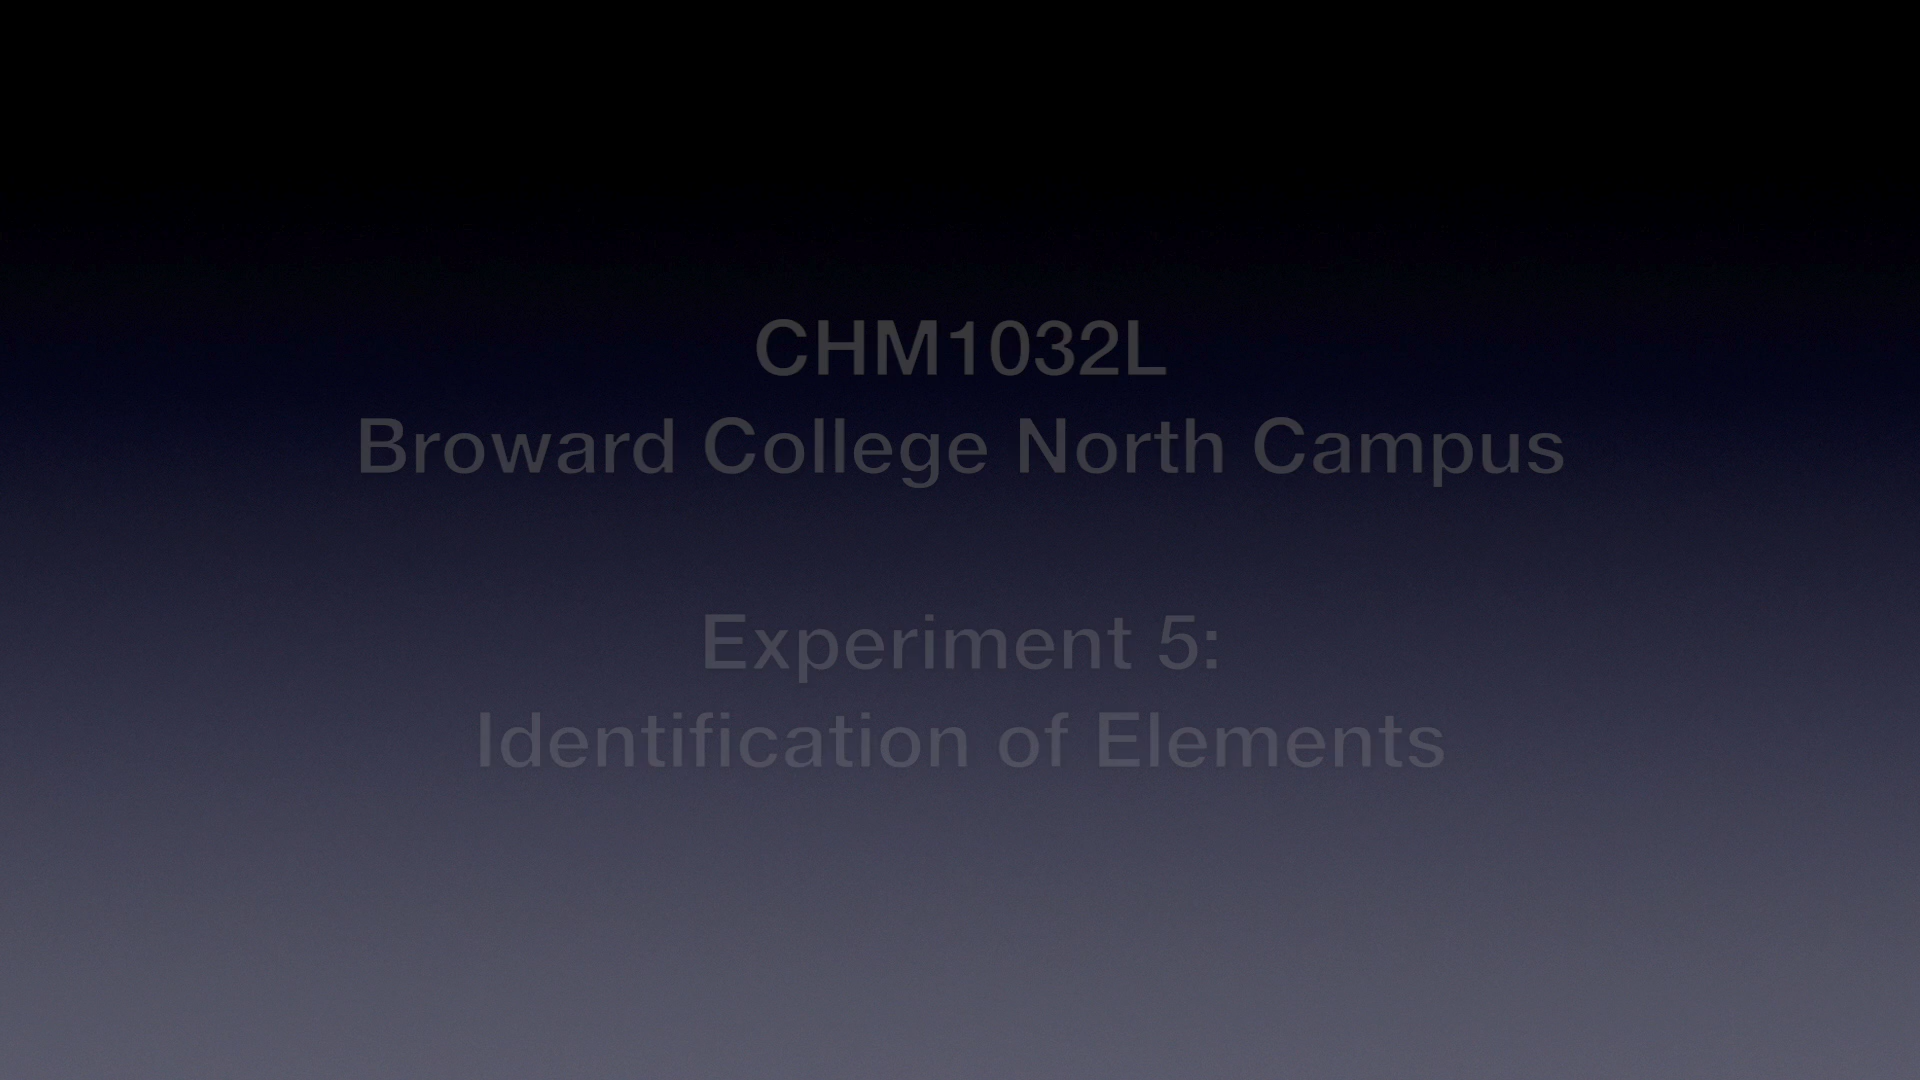 CHM1032L
Broward College North Campus
Experiment 5:
Identification of Elements